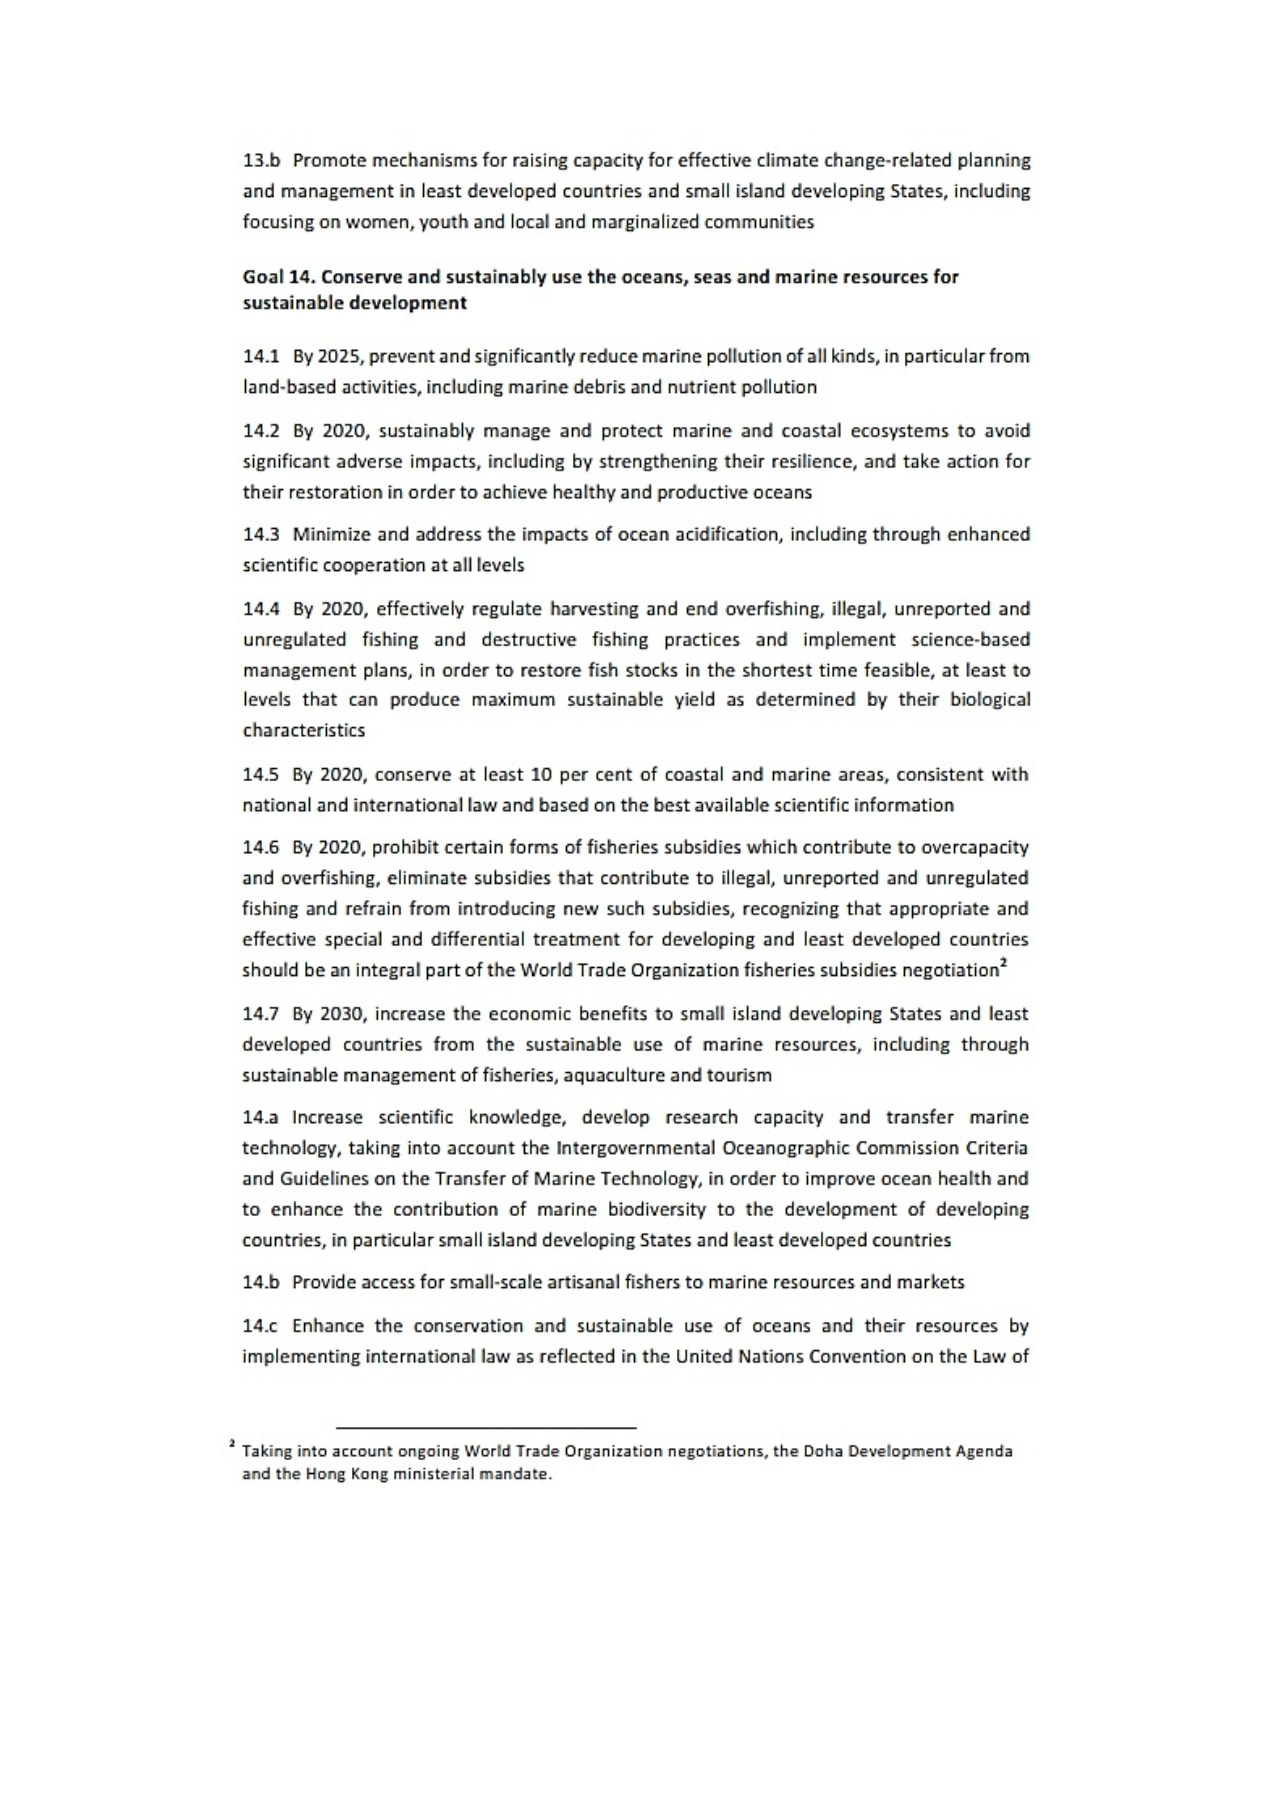 13.b Promote mechanisms for raising capacity for effective climate change-related planning
and management in least developed countries and small island developing States, including
focusing on women, youth and local and marginalized communities
Goal 14. Conserve and sustainably use the oceans, seas and marine resources for
sustainable development
14.1 By 2025, prevent and significantly reduce marine pollution of all kinds, in particular from
land-based activities, including marine debris and nutrient pollution
14.2 By 2020, sustainably manage and protect marine and coastal ecosystems to avoid
significant adverse impacts, including by strengthening their resilience, and take action for
their restoration in order to achieve healthy and productive oceans
14.3 Minimize and address the impacts of ocean acidification, including through enhanced
scientific cooperation at all levels
14.4 By 2020, effectively regulate harvesting and end overfishing, illegal, unreported and
unregulated fishing and destructive fishing practices and implement science-based
management plans, in order to restore fish stocks in the shortest time feasible, at least to
levels that can produce maximum sustainable yield as determined by their biological
characteristics
14.5 By 2020, conserve at least 10 per cent of coastal and marine areas, consistent with
national and international law and based on the best available scientific information
14.6 By 2020, prohibit certain forms of fisheries subsidies which contribute to overcapacity
and overfishing, eliminate subsidies that contribute to illegal, unreported and unregulated
fishing and refrain from introducing new such subsidies, recognizing that appropriate and
effective special and differential treatment for developing and least developed countries
should be an integral part of the World Trade Organization fisheries subsidies negotiation²
14.7 By 2030, increase the economic benefits to small island developing States and least
developed countries from the sustainable use of marine resources, including through
sustainable management of fisheries, aquaculture and tourism
14.a Increase scientific knowledge, develop research capacity and transfer marine
technology, taking into account the Intergovernmental Oceanographic Commission Criteria
and Guidelines on the Transfer of Marine Technology, in order to improve ocean health and
to enhance the contribution of marine biodiversity to the development of developing
countries, in particular small island developing States and least developed countries
14.b Provide access for small-scale artisanal fishers to marine resources and markets
14.c Enhance the conservation and sustainable use of oceans and their resources by
implementing international law as reflected in the United Nations Convention on the Law of
² Taking into account ongoing World Trade Organization negotiations, the Doha Development Agenda
and the Hong Kong ministerial mandate.